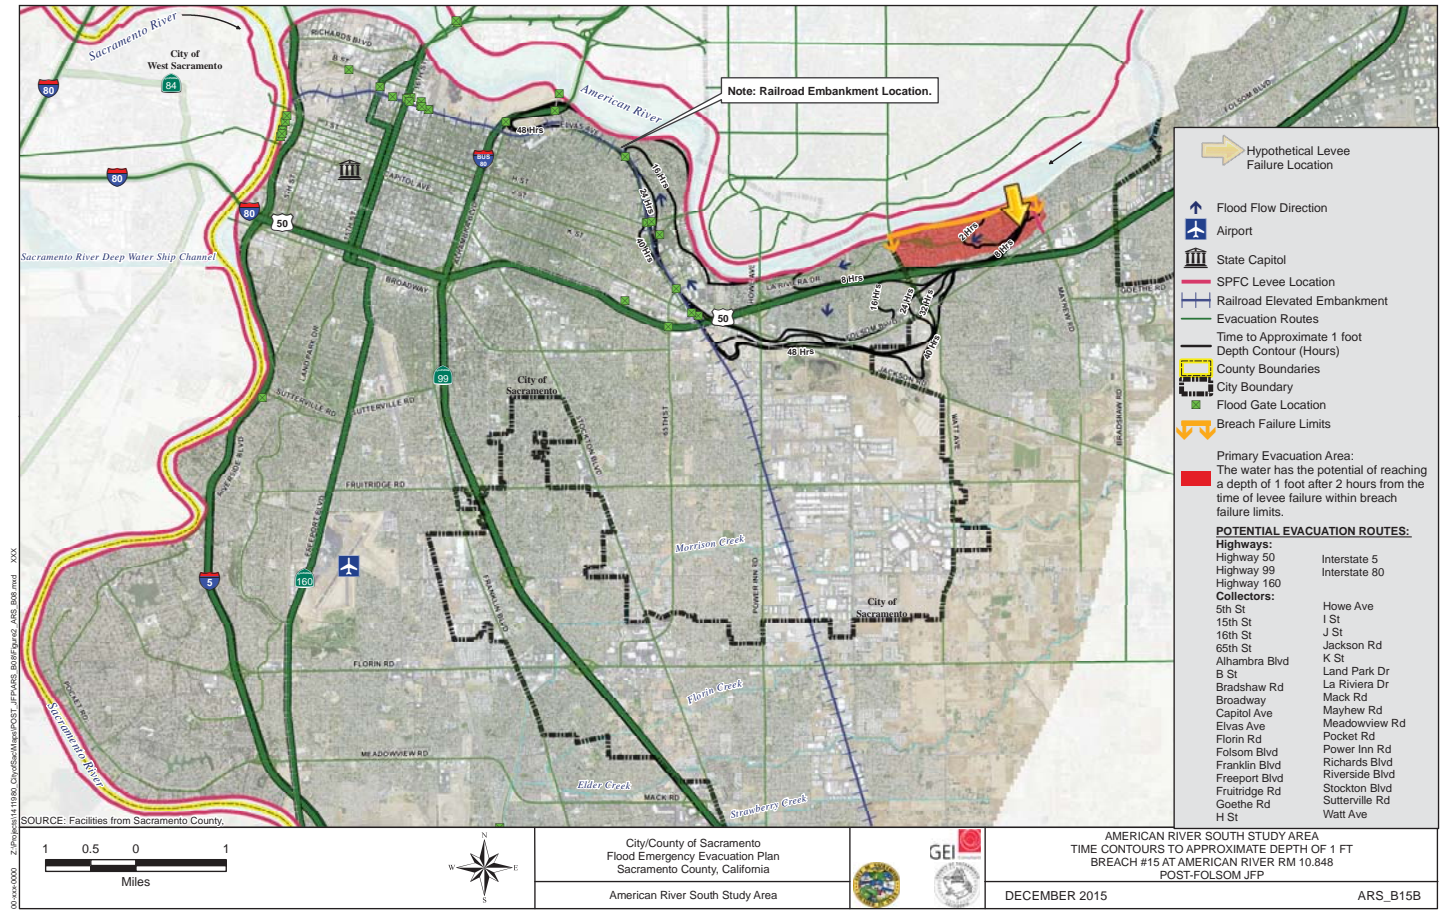 Sacramento River
City of
West Sacramento
84
80
80
80
RICHARDS BLVD
B ST
I ST
5TH ST
CAPITOL AVE
BUS
80
50
H ST
K ST
48 Hrs
ELVAS AVE
American River
Note: Railroad Embankment Location.
16 Hrs
24 Hrs
40 Hrs
HOWE AVE
LA RIVIERA DR
8 Hrs
2 Hrs
8 Hrs
16 Hrs
24 Hrs
32 Hrs
40 Hrs
48 Hrs
FOLSOM BLVD
FOLSOM BLVD
JACKSON RD
50
MAYHEW RD
GOETHE RD
BRADSHAW RD
WATT AVE
Sacramento River Deep Water Ship Channel
BROADWAY
LAND PARK DR
SUTTERVILLE RD
SUTTERVILLE RD
99
City of
Sacramento
65TH ST
STOCKTON BLVD
RIVERSIDE BLVD
FRUITRIDGE RD
FREEPORT BLVD
Morrison Creek
POWER INN RD
5
160
FRANKLIN BLVD
City of
Sacramento
FLORIN RD
Florin Creek
POCKET RD
Sacramento River
MEADOWVIEW RD
Elder Creek
MACK RD
Strawberry Creek
SOURCE: Facilities from Sacramento County,
Hypothetical Levee
Failure Location
Flood Flow Direction
Airport
State Capitol
SPFC Levee Location
Railroad Elevated Embankment
Evacuation Routes
Time to Approximate 1 foot
Depth Contour (Hours)
County Boundaries
City Boundary
Flood Gate Location
Breach Failure Limits
Primary Evacuation Area:
The water has the potential of reaching
a depth of 1 foot after 2 hours from the
time of levee failure within breach
failure limits.
POTENTIAL EVACUATION ROUTES:
Highways:
Highway 50
Highway 99
Highway 160
Interstate 5
Interstate 80
Collectors:
5th St
15th St
16th St
65th St
Alhambra Blvd
B St
Bradshaw Rd
Broadway
Capitol Ave
Elvas Ave
Florin Rd
Folsom Blvd
Franklin Blvd
Freeport Blvd
Fruitridge Rd
Goethe Rd
H St
Howe Ave
I St
J St
Jackson Rd
K St
Land Park Dr
La Riviera Dr
Mack Rd
Mayhew Rd
Meadowview Rd
Pocket Rd
Power Inn Rd
Richards Blvd
Riverside Blvd
Stockton Blvd
Sutterville Rd
Watt Ave
1 0.5 0 1
Miles
N
W E
S
City/County of Sacramento
Flood Emergency Evacuation Plan
Sacramento County, California
American River South Study Area
GEI
AMERICAN RIVER SOUTH STUDY AREA
TIME CONTOURS TO APPROXIMATE DEPTH OF 1 FT
BREACH #15 AT AMERICAN RIVER RM 10.848
POST-FOLSOM JFP
DECEMBER 2015
ARS_B15B